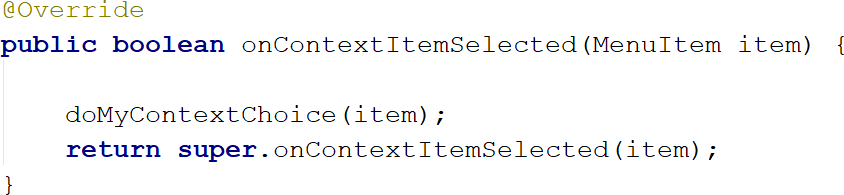 @Override
public boolean onContextItemSelected(MenuItem item) {
doMyContextChoice(item);
return super.onContextItemSelected(item);
}